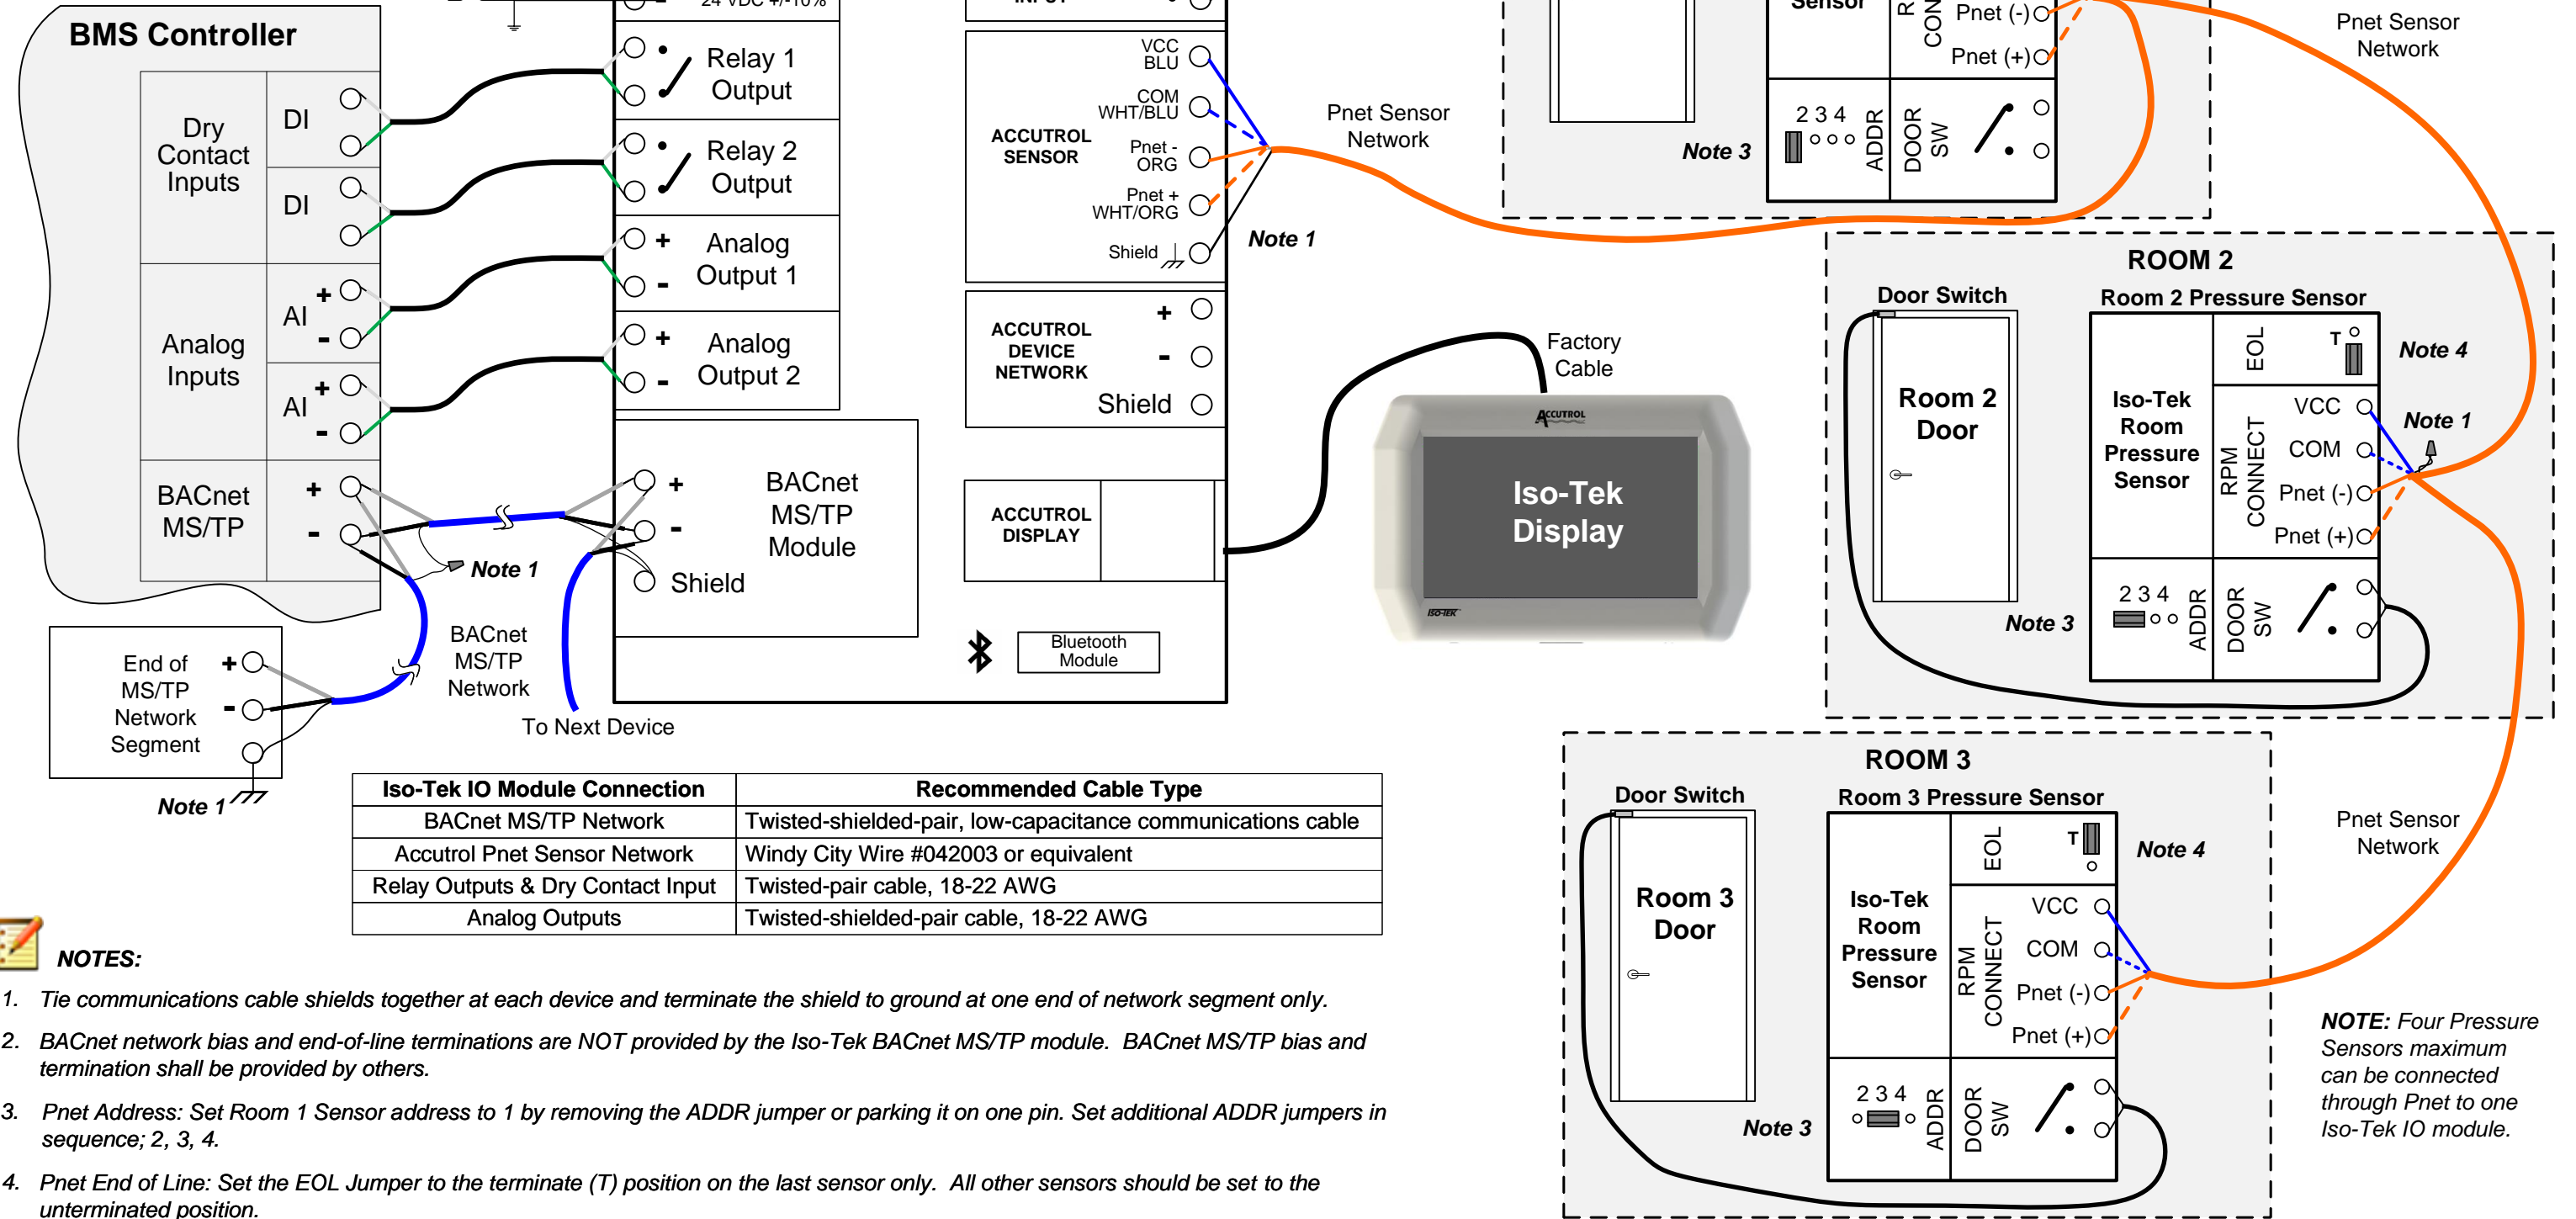 BMS Controller
Dry
Contact
Inputs
DI
DI
Analog
Inputs
AI
+
-
AI
+
-
BACnet
MS/TP
+
-
Note 1
24 VDC +/-10%
Relay 1
Output
Relay 2
Output
+
-
Analog
Output 1
+
-
Analog
Output 2
+
-
Shield
BACnet
MS/TP
Module
BACnet
MS/TP
Network
To Next Device
End of
MS/TP
Network
Segment
+
-
Note 1
INPUT
ACCUTROL
SENSOR
VCC
BLU
COM
WHT/BLU
Pnet -
ORG
Pnet +
WHT/ORG
Shield
Note 1
Pnet Sensor
Network
ACCUTROL
DEVICE
NETWORK
+
-
Shield
ACCUTROL
DISPLAY
Bluetooth
Module
Factory
Cable
ACCUTROL
Iso-Tek
Display
ISO-TEK
Sensor
Pnet (-)
Pnet (+)
2 3 4
ADDR
DOOR
SW
Note 3
Pnet Sensor
Network
ROOM 2
Door Switch
Room 2 Pressure Sensor
Room 2
Door
Iso-Tek
Room
Pressure
Sensor
EOL
T
Note 4
RPM
CONNECT
VCC
COM
Pnet (-)
Pnet (+)
Note 1
2 3 4
ADDR
DOOR
SW
Note 3
ROOM 3
Door Switch
Room 3 Pressure Sensor
Room 3
Door
Iso-Tek
Room
Pressure
Sensor
EOL
T
Note 4
RPM
CONNECT
VCC
COM
Pnet (-)
Pnet (+)
2 3 4
ADDR
DOOR
SW
Note 3
Pnet Sensor
Network
NOTE: Four Pressure
Sensors maximum
can be connected
through Pnet to one
Iso-Tek IO module.
Iso-Tek IO Module Connection Recommended Cable Type
BACnet MS/TP Network Twisted-shielded-pair, low-capacitance communications cable
Accutrol Pnet Sensor Network Windy City Wire #042003 or equivalent
Relay Outputs & Dry Contact Input Twisted-pair cable, 18-22 AWG
Analog Outputs Twisted-shielded-pair cable, 18-22 AWG
NOTES:
1. Tie communications cable shields together at each device and terminate the shield to ground at one end of network segment only.
2. BACnet network bias and end-of-line terminations are NOT provided by the Iso-Tek BACnet MS/TP module. BACnet MS/TP bias and
termination shall be provided by others.
3. Pnet Address: Set Room 1 Sensor address to 1 by removing the ADDR jumper or parking it on one pin. Set additional ADDR jumpers in
sequence; 2, 3, 4.
4. Pnet End of Line: Set the EOL Jumper to the terminate (T) position on the last sensor only. All other sensors should be set to the
unterminated position.